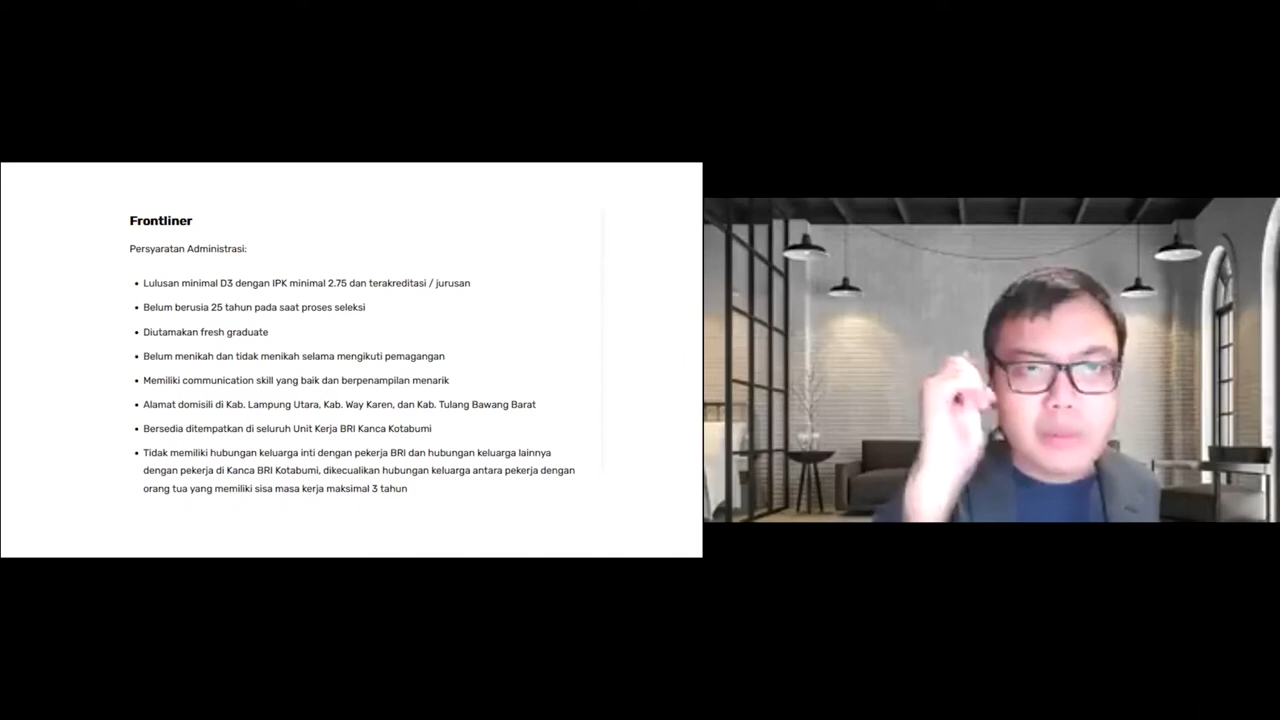 Frontliner
Persyaratan Administrasi:
• Lulusan minimal D3 dengan IPK minimal 2.75 dan terakreditasi / jurusan
• Belum berusia 25 tahun pada saat proses seleksi
• Diutamakan fresh graduate
• Belum menikah dan tidak menikah selama mengikuti pemagangan
• Memiliki communication skill yang baik dan berpenampilan menarik
• Alamat domisili di Kab. Lampung Utara, Kab. Way Karen, dan Kab. Tulang Bawang Barat
• Bersedia ditempatkan di seluruh Unit Kerja BRI Kanca Kotabumi
• Tidak memiliki hubungan keluarga inti dengan pekerja BRI dan hubungan keluarga lainnya
dengan pekerja di Kanca BRI Kotabumi, dikecualikan hubungan keluarga antara pekerja dengan
orang tua yang memiliki sisa masa kerja maksimal 3 tahun